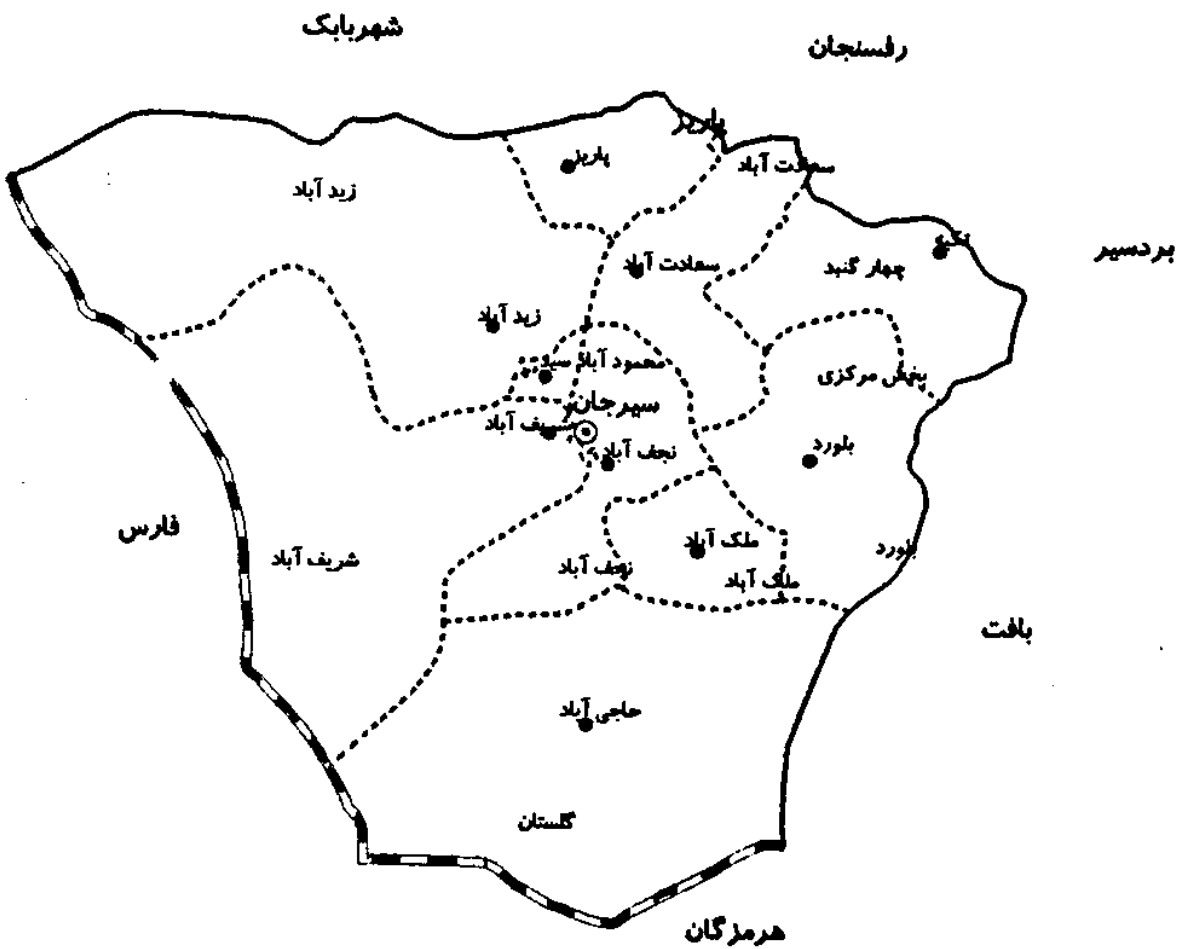 شهربابک
رفسنجان
پاریز
سعادت آباد
پاریز
زید آباد
بردسیر
تکیه
چهار گنبد
سعادت آباد
زید آباد
محمود آباد سید
بخش مرکزی
سیرجان
شریف آباد
نجف آباد
بلورد
فارس
ملک آباد
بلورد
شریف آباد
نجف آباد
ملک آباد
بافت
حاجی آباد
گلستان
هرمزگان